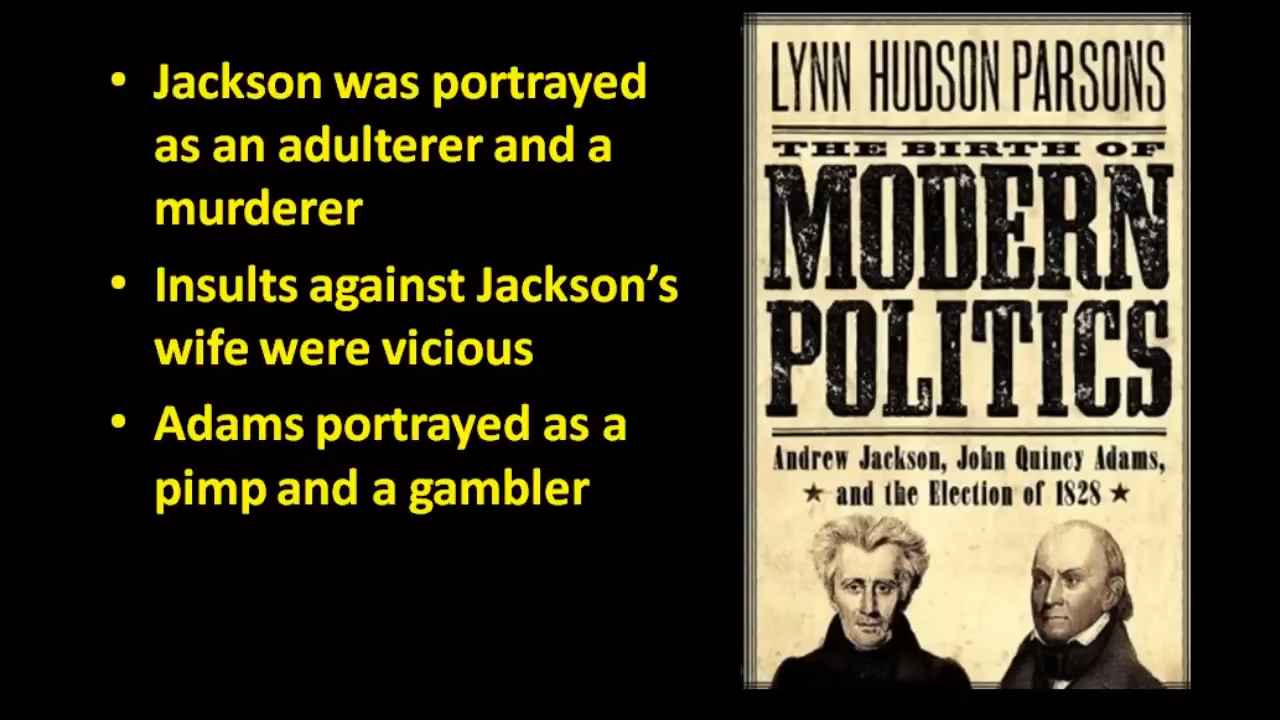 • Jackson was portrayed
as an adulterer and a
murderer
• Insults against Jackson’s
wife were vicious
• Adams portrayed as a
pimp and a gambler
LYNN HUDSON PARSONS
THE BIRTH OF
MODERN
POLITICS
Andrew Jackson, John Quincy Adams,
★ and the Election of 1828 ★